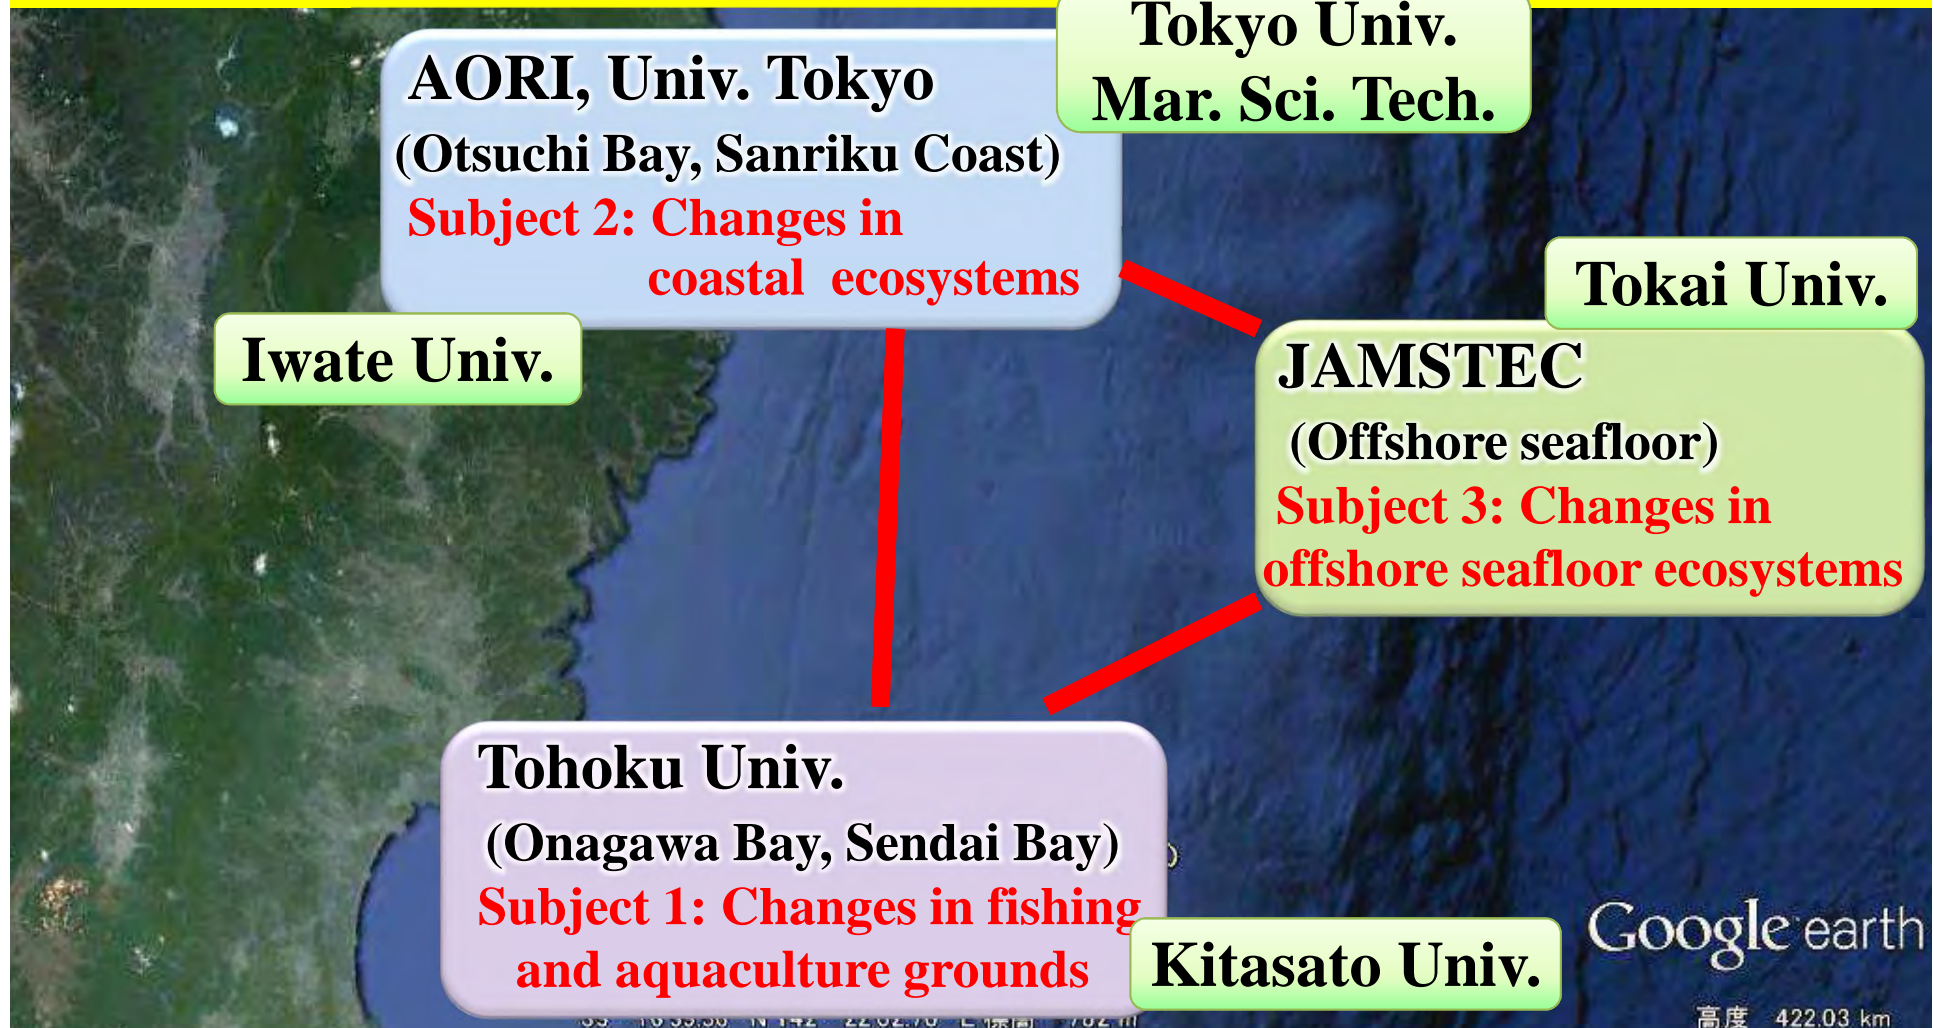 Tokyo Univ.
Mar. Sci. Tech.
AORI, Univ. Tokyo
(Otsuchi Bay, Sanriku Coast)
Subject 2: Changes in
coastal ecosystems
Tokai Univ.
Iwate Univ.
JAMSTEC
(Offshore seafloor)
Subject 3: Changes in
offshore seafloor ecosystems
Tohoku Univ.
(Onagawa Bay, Sendai Bay)
Subject 1: Changes in fishing
and aquaculture grounds
Kitasato Univ.
Google earth
高度 422.03 km